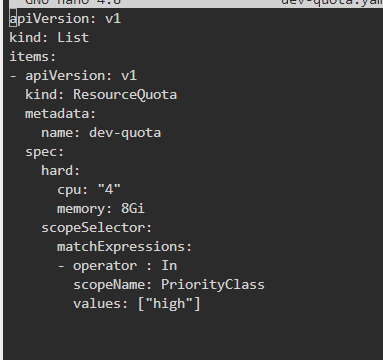 GNU nano 4.8 dev-quota.yam
apiVersion: v1
kind: List
items:
- apiVersion: v1
  kind: ResourceQuota
  metadata:
    name: dev-quota
  spec:
    hard:
      cpu: "4"
      memory: 8Gi
    scopeSelector:
      matchExpressions:
      - operator : In
        scopeName: PriorityClass
        values: ["high"]